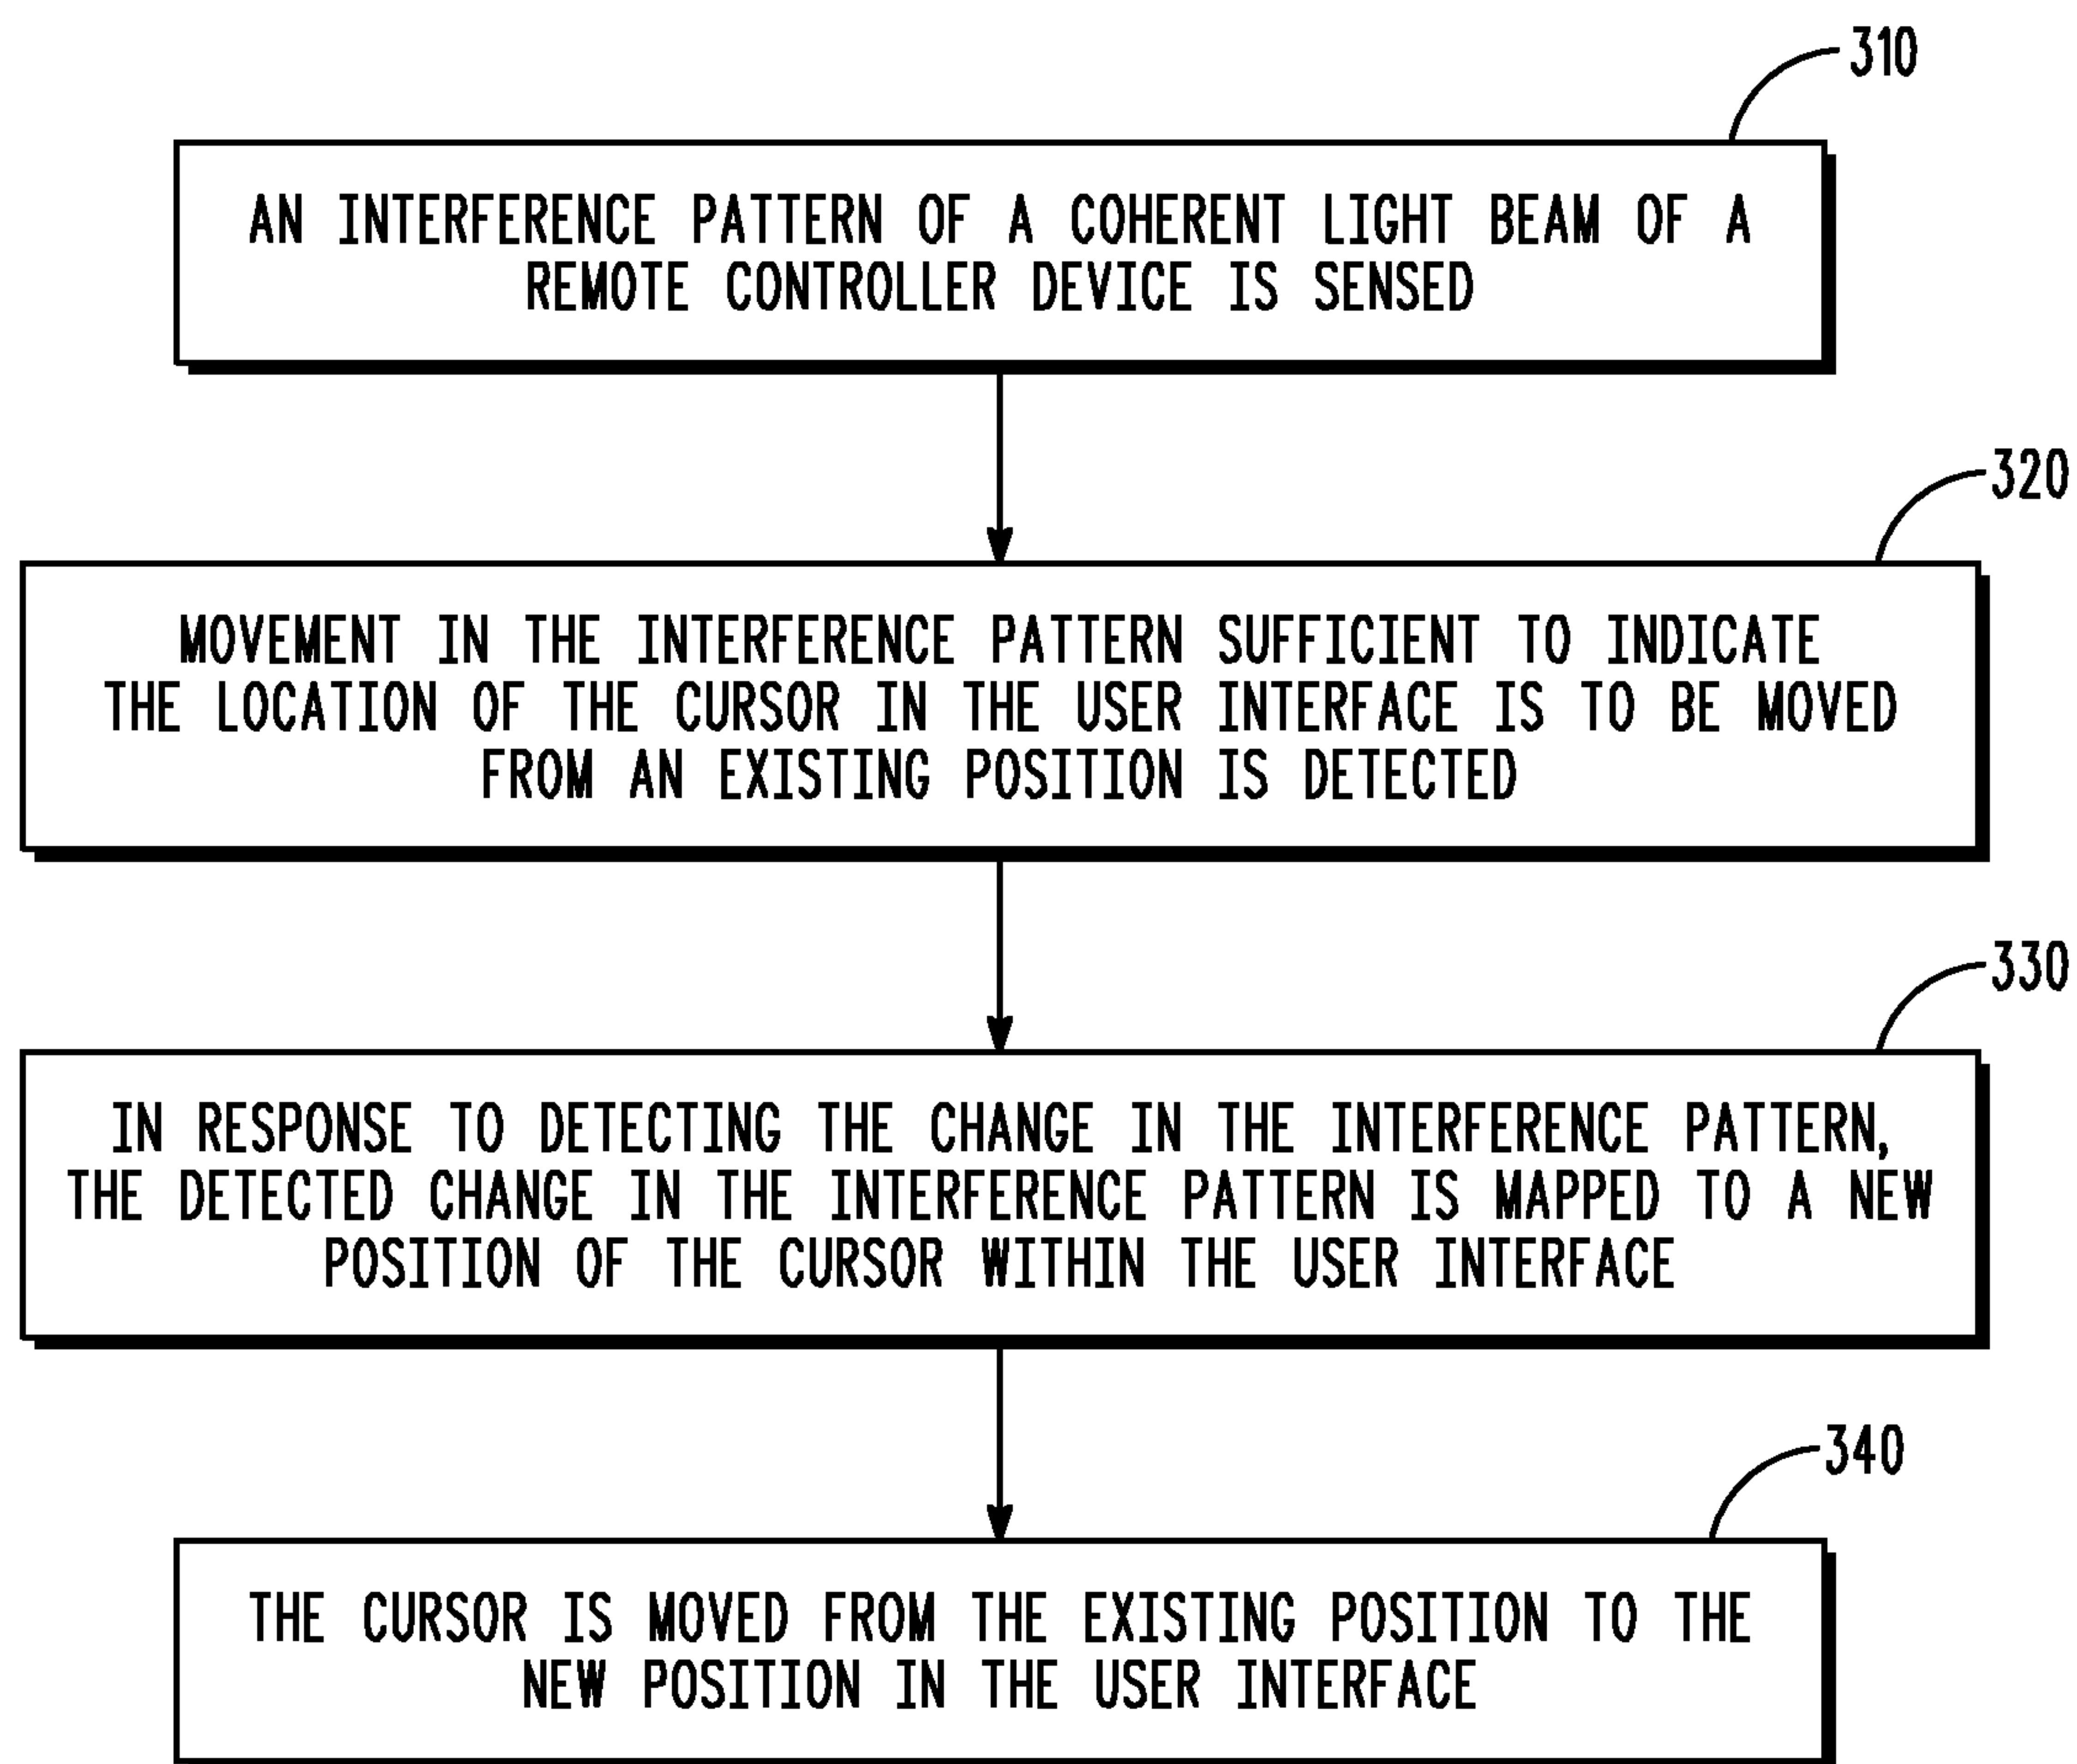 310
AN INTERFERENCE PATTERN OF A COHERENT LIGHT BEAM OF A
REMOTE CONTROLLER DEVICE IS SENSED
320
MOVEMENT IN THE INTERFERENCE PATTERN SUFFICIENT TO INDICATE
THE LOCATION OF THE CURSOR IN THE USER INTERFACE IS TO BE MOVED
FROM AN EXISTING POSITION IS DETECTED
330
IN RESPONSE TO DETECTING THE CHANGE IN THE INTERFERENCE PATTERN,
THE DETECTED CHANGE IN THE INTERFERENCE PATTERN IS MAPPED TO A NEW
POSITION OF THE CURSOR WITHIN THE USER INTERFACE
340
THE CURSOR IS MOVED FROM THE EXISTING POSITION TO THE
NEW POSITION IN THE USER INTERFACE